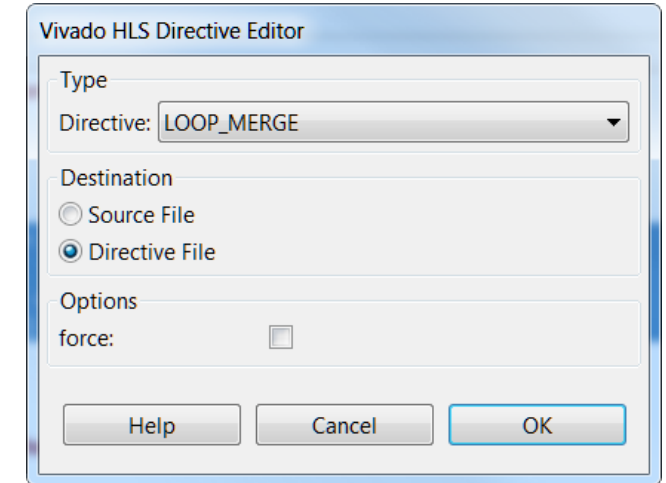 Vivado HLS Directive Editor
Type
Directive: LOOP_MERGE
Destination
Source File
Directive File
Options
force:
Help Cancel OK